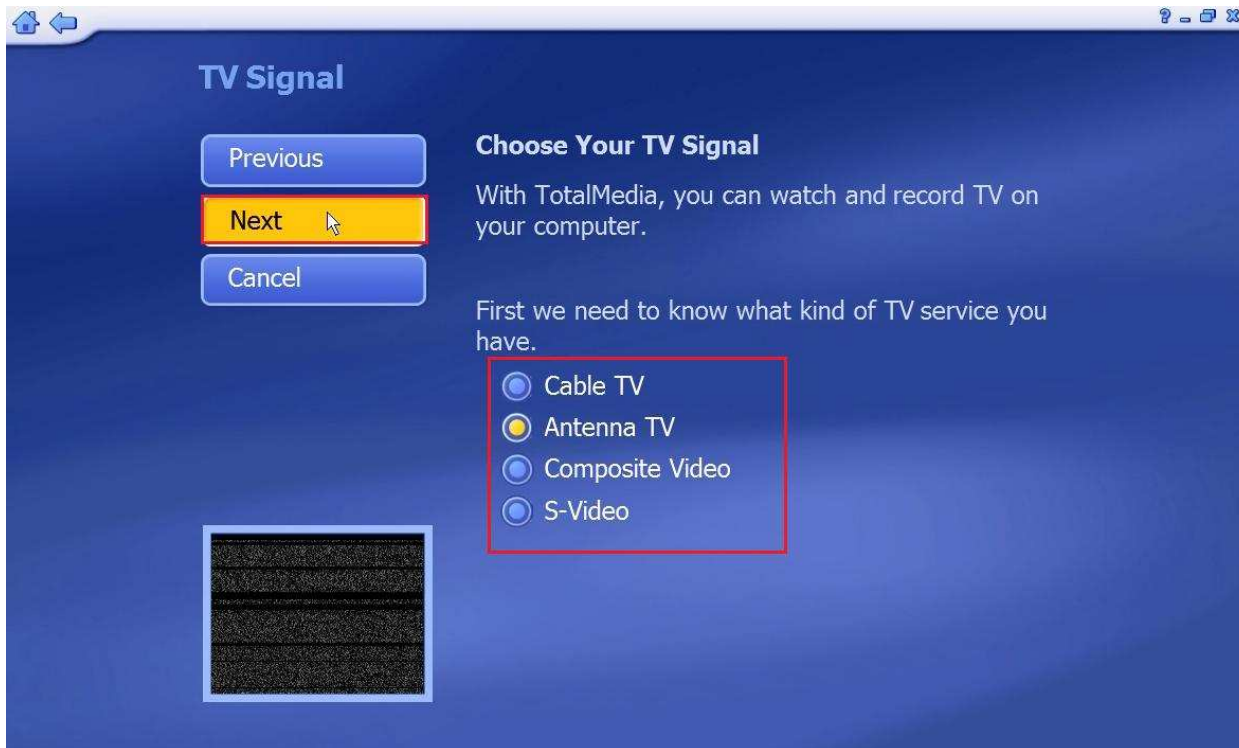 TV Signal
Previous
Next
Cancel
Choose Your TV Signal
With TotalMedia, you can watch and record TV on
your computer.
First we need to know what kind of TV service you
have.
Cable TV
Antenna TV
Composite Video
S-Video